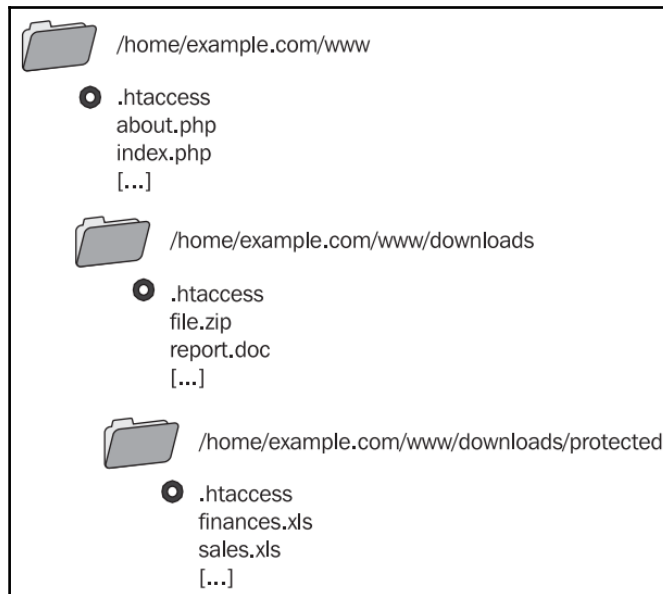 /home/example.com/www
.htaccess
about.php
index.php
[...]
/home/example.com/www/downloads
.htaccess
file.zip
report.doc
[...]
/home/example.com/www/downloads/protected
.htaccess
finances.xls
sales.xls
[...]